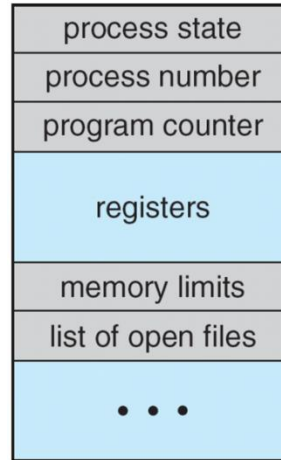 process state
process number
program counter
registers
memory limits
list of open files
• • •